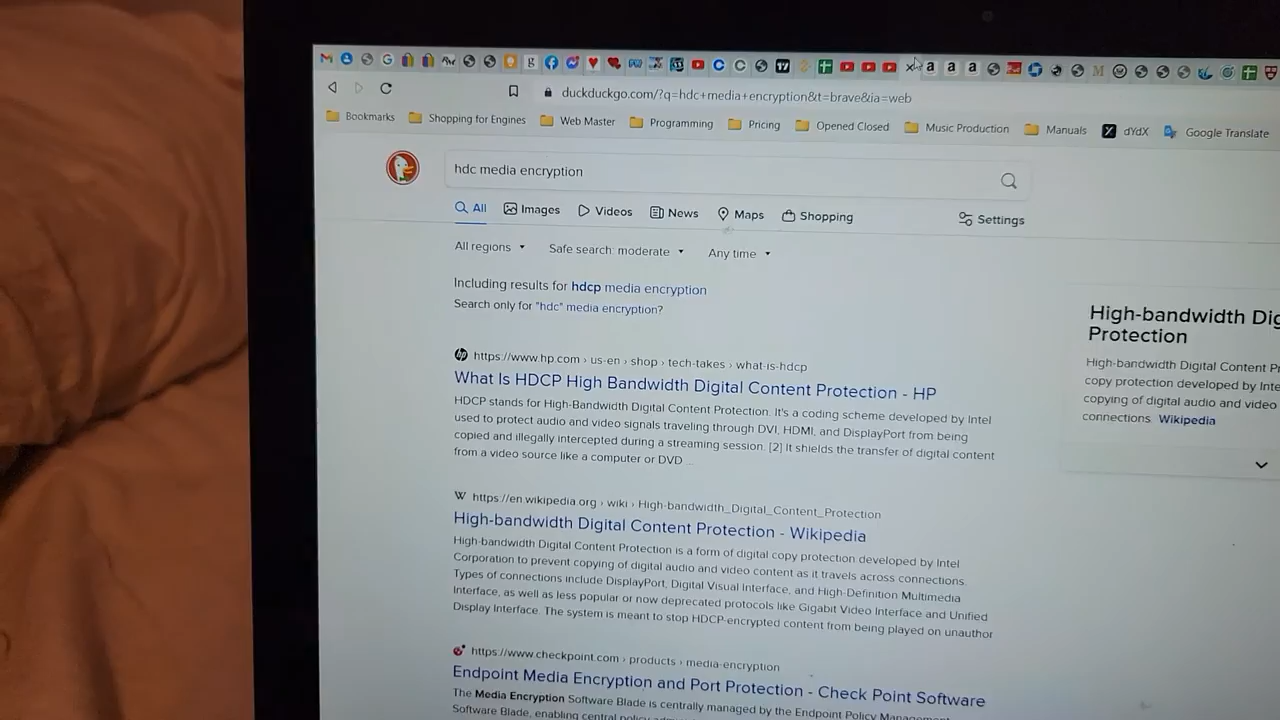 duckduckgo.com/?q=hdc+media+encryption&t=brave&ia=web
Bookmarks Shopping for Engines Web Master Programming Pricing Opened Closed Music Production Manuals dYdX Google Translate
hdc media encryption
All Images Videos News Maps Shopping Settings
All regions Safe search: moderate Any time
Including results for hdcp media encryption
Search only for "hdc" media encryption?
https://www.hp.com › us-en › shop › tech-takes › what-is-hdcp
What Is HDCP High Bandwidth Digital Content Protection - HP
HDCP stands for High-Bandwidth Digital Content Protection. It's a coding scheme developed by Intel
used to protect audio and video signals traveling through DVI, HDMI, and DisplayPort from being
copied and illegally intercepted during a streaming session. [2] It shields the transfer of digital content
from a video source like a computer or DVD ...
W https://en.wikipedia.org › wiki › High-bandwidth_Digital_Content_Protection
High-bandwidth Digital Content Protection - Wikipedia
High-bandwidth Digital Content Protection is a form of digital copy protection developed by Intel
Corporation to prevent copying of digital audio and video content as it travels across connections.
Types of connections include DisplayPort, Digital Visual Interface, and High-Definition Multimedia
Interface, as well as less popular or now deprecated protocols like Gigabit Video Interface and Unified
Display Interface. The system is meant to stop HDCP-encrypted content from being played on unauthor
https://www.checkpoint.com › products › media-encryption
Endpoint Media Encryption and Port Protection - Check Point Software
The Media Encryption Software Blade is centrally managed by the Endpoint Policy Management
Software Blade, enabling central policy
High-bandwidth Dig
Protection
High-bandwidth Digital Content P
copy protection developed by Inte
copying of digital audio and video
connections. Wikipedia